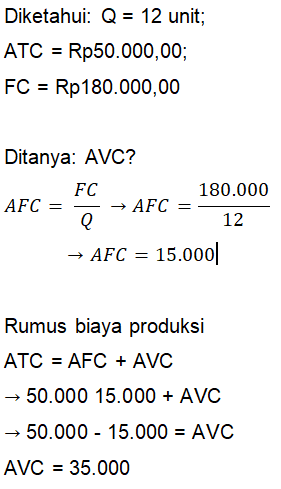 Diketahui: Q = 12 unit;
ATC = Rp50.000,00;
FC = Rp180.000,00
Ditanya: AVC?
AFC = FC/Q → AFC = 180.000/12
→ AFC = 15.000
Rumus biaya produksi
ATC = AFC + AVC
→ 50.000 15.000 + AVC
→ 50.000 - 15.000 = AVC
AVC = 35.000